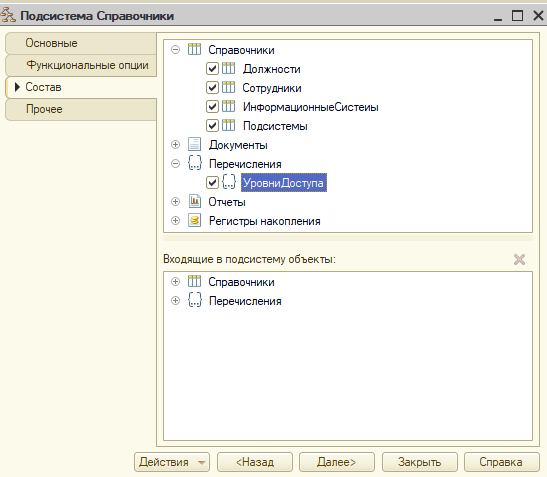 Подсистема Справочники
Основные
Функциональные опции
Состав
Прочее
Справочники
Должности
Сотрудники
ИнформационныеСистеиы
Подсистемы
Документы
Перечисления
УровниДоступа
Отчеты
Регистры накопления
Входящие в подсистему объекты:
Справочники
Перечисления
Действия
<Назад
Далее>
Закрыть
Справка